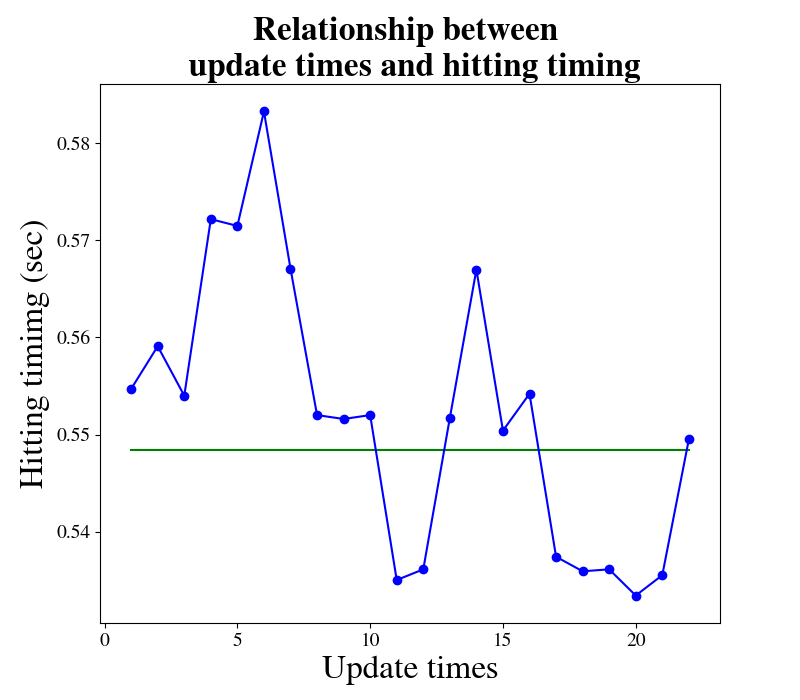 Relationship between
update times and hitting timing
Hitting timimg (sec)
0.58
0.57
0.56
0.55
0.54
0 5 10 15 20
Update times